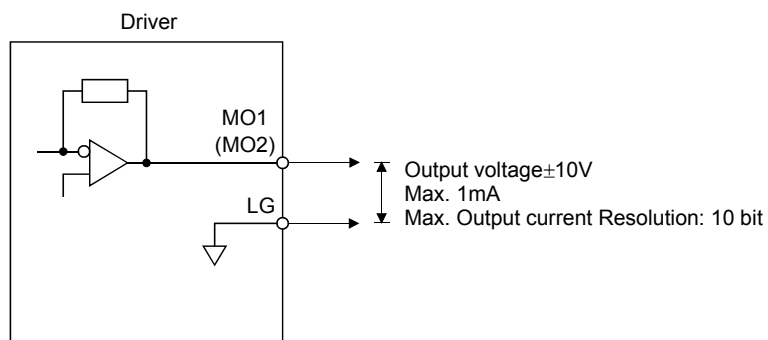 Driver
MO1
(MO2)
LG
Output voltage±10V
Max. 1mA
Max. Output current Resolution: 10 bit